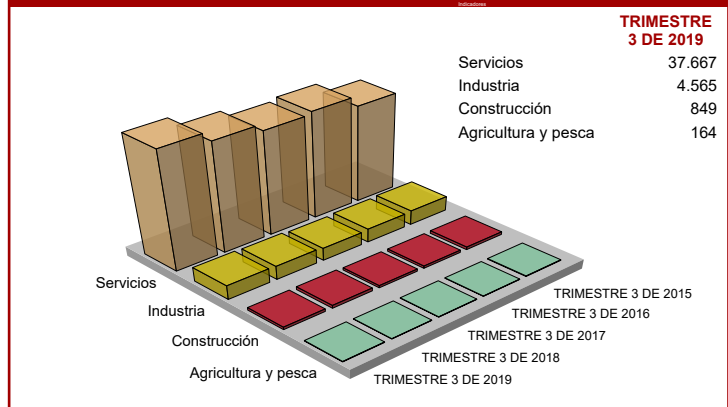 Indicadores
TRIMESTRE
3 DE 2019
Servicios 37.667
Industria 4.565
Construcción 849
Agricultura y pesca 164
Servicios
Industria
Construcción
Agricultura y pesca
TRIMESTRE 3 DE 2015
TRIMESTRE 3 DE 2016
TRIMESTRE 3 DE 2017
TRIMESTRE 3 DE 2018
TRIMESTRE 3 DE 2019